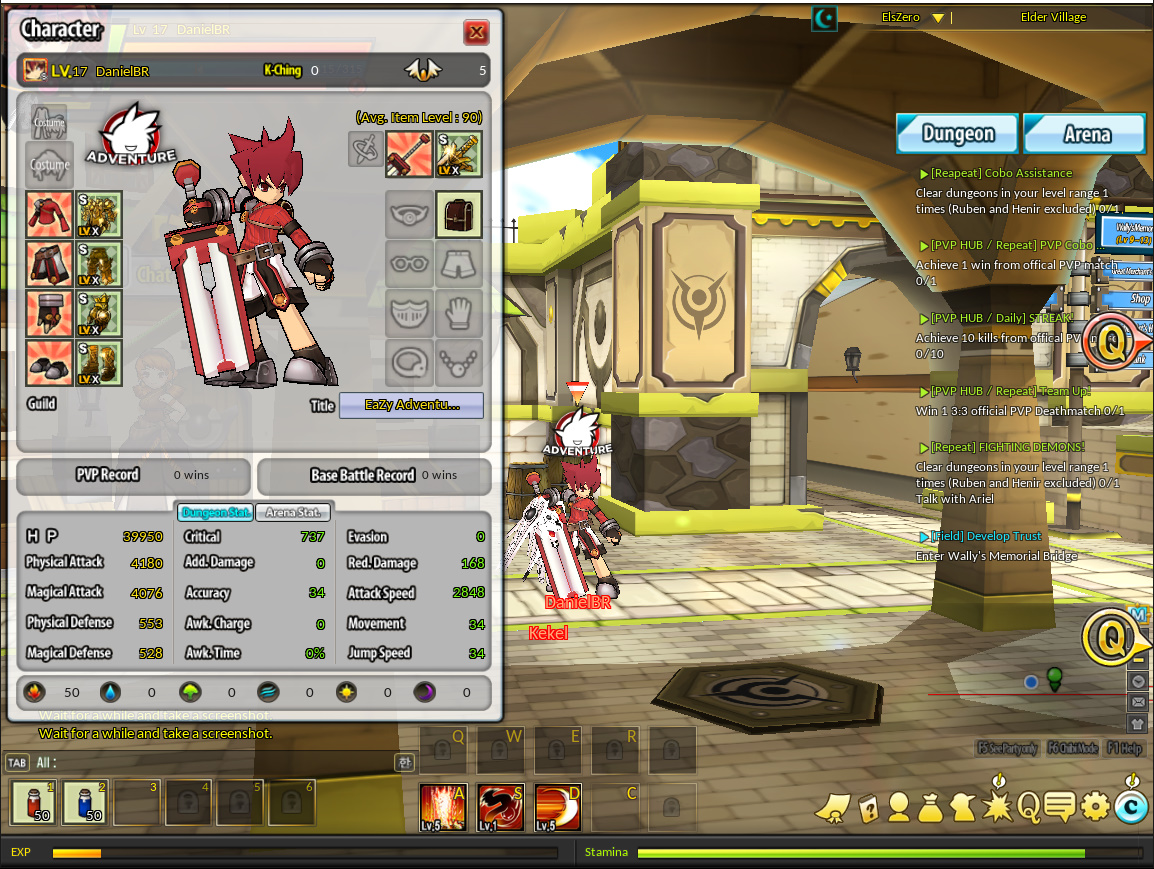 Character
LV. 17 DanielBR
LV.17 DanielBR
K-Ching 0
5
ElsZero
Elder Village
Costume
Costume
ADVENTURE
(Avg. Item Level : 90)
S
LV.X
S
LV.X
S
LV.X
S
LV.X
S
LV.X
Guild
Title
EaZy Adventu...
PVP Record
0 wins
Base Battle Record
0 wins
Dungeon Stat.
Arena Stat.
H P 39950
Critical 737
Evasion 0
Physical Attack 4180
Add. Damage 0
Red. Damage 168
Magical Attack 4076
Accuracy 34
Attack Speed 2848
Physical Defense 553
Awk. Charge 0
Movement 34
Magical Defense 528
Awk. Time 0%
Jump Speed 34
50 0 0 0 0 0
Wait for a while and take a screenshot.
Wait for a while and take a screenshot.
Dungeon
Arena
[Reapeat] Cobo Assistance
Clear dungeons in your level range 1
times (Ruben and Henir excluded) 0/1
[PVP HUB / Repeat] PVP Cobo ...
Achieve 1 win from offical PVP match
0/1
[PVP HUB / Daily] STREAK!
Achieve 10 kills from offical PV
0/10
[PVP HUB / Repeat] Team Up!
Win 1 3:3 official PVP Deathmatch 0/1
[Repeat] FIGHTING DEMONS!
Clear dungeons in your level range 1
times (Ruben and Henir excluded) 0/1
Talk with Ariel
[Field] Develop Trust
Enter Wally's Memorial Bridge
Shop
Q
Q
M
ADVENTURE
DanielBR
Kekel
F5 See Party only
F6 Orbi Mode
F1 Help
TAB
All :
한
1 2 3 4 5 6
50 50
Q W E R
A S D C
Lv.5 Lv.1 Lv.5
EXP
Stamina